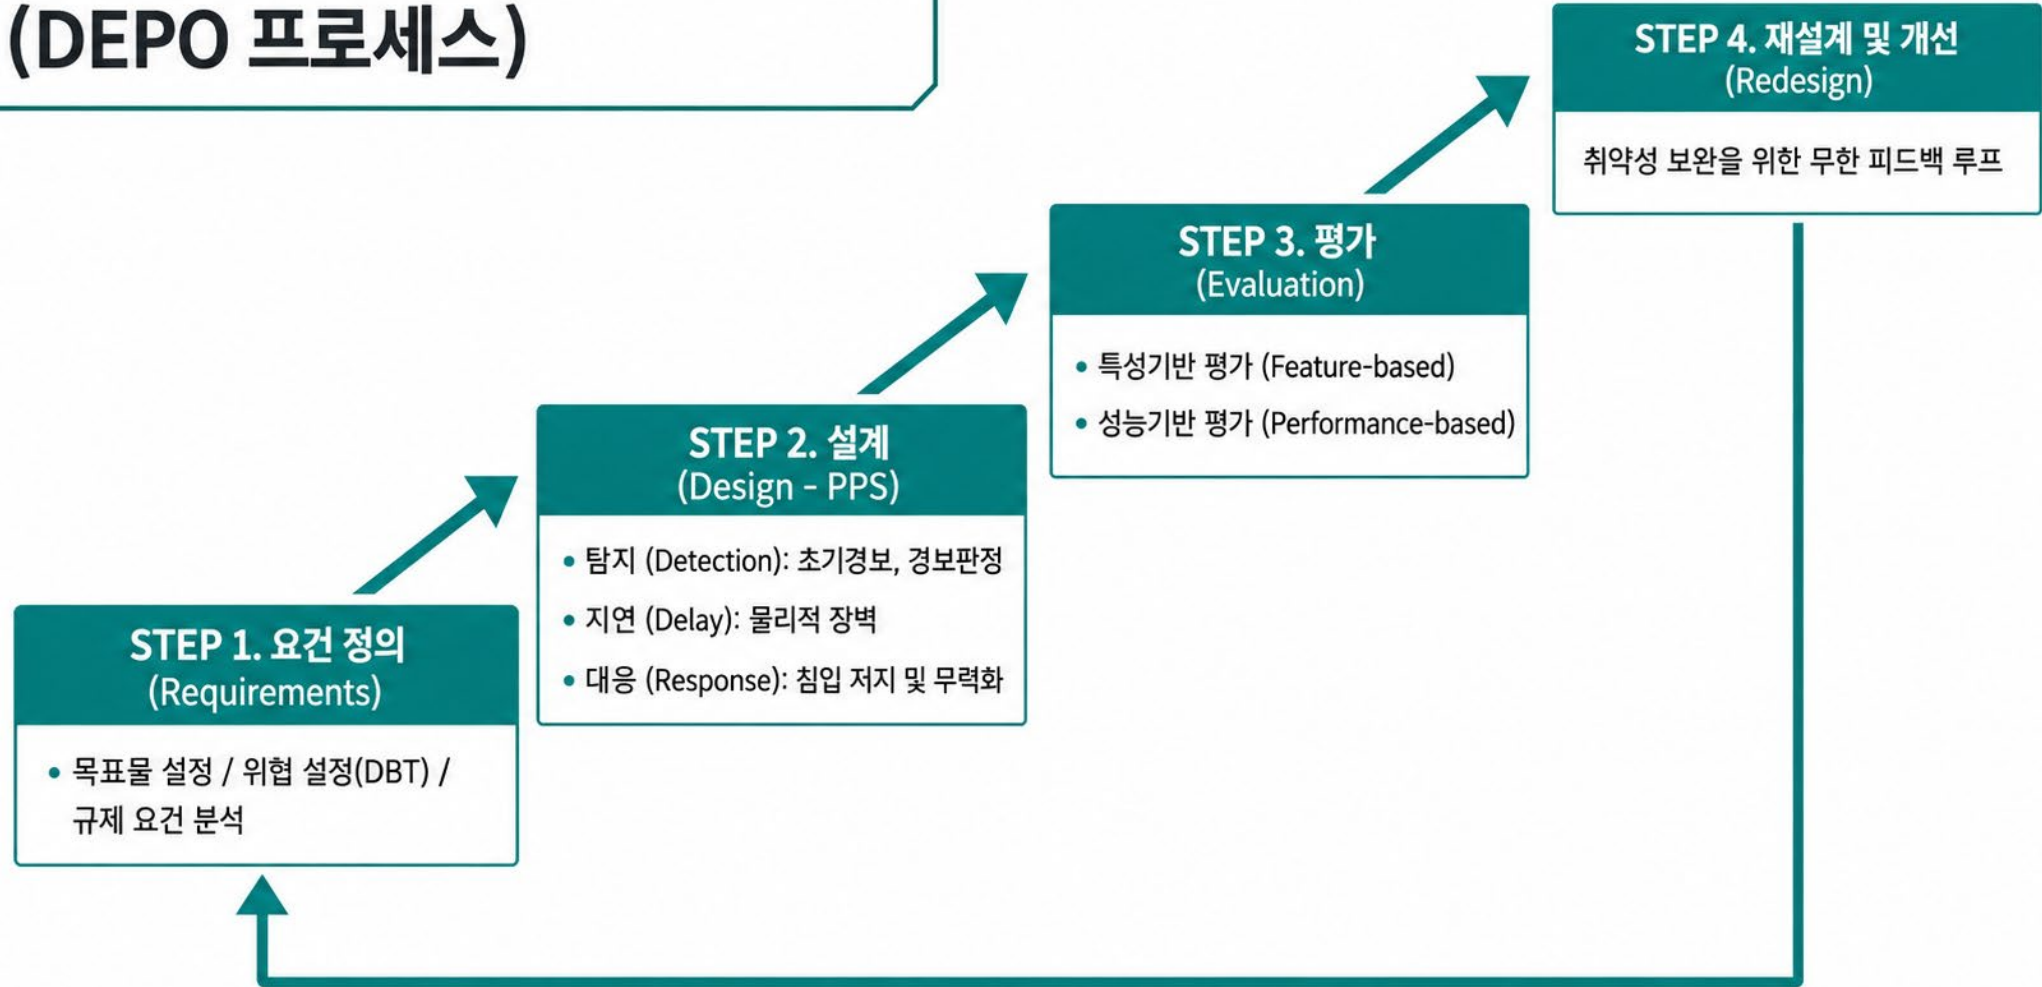 (DEPO 프로세스)
STEP 1. 요건 정의
(Requirements)
• 목표물 설정 / 위협 설정(DBT) /
규제 요건 분석
STEP 2. 설계
(Design - PPS)
• 탐지 (Detection): 초기경보, 경보판정
• 지연 (Delay): 물리적 장벽
• 대응 (Response): 침입 저지 및 무력화
STEP 3. 평가
(Evaluation)
• 특성기반 평가 (Feature-based)
• 성능기반 평가 (Performance-based)
STEP 4. 재설계 및 개선
(Redesign)
취약성 보완을 위한 무한 피드백 루프